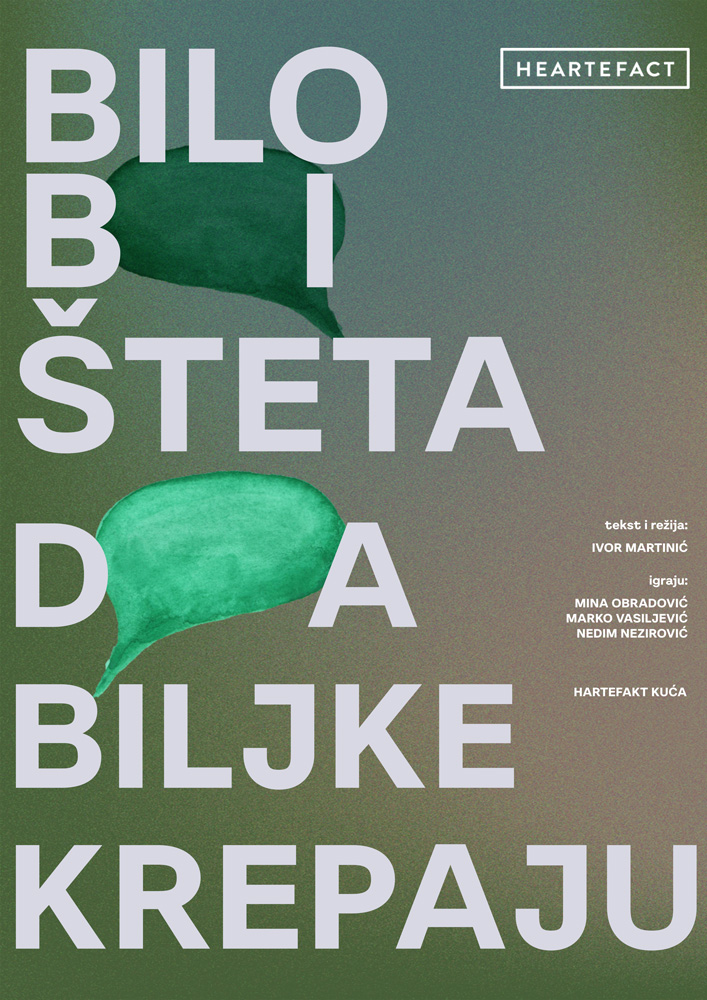 BILO
B I
ŠTETA
D A
BILJKE
KREPAJU
HEARTEFACT
tekst i režija:
IVOR MARTINIĆ
igraju:
MINA OBRADOVIĆ
MARKO VASILJEVIĆ
NEDIM NEZIROVIĆ
HARTEFAKT KUĆA